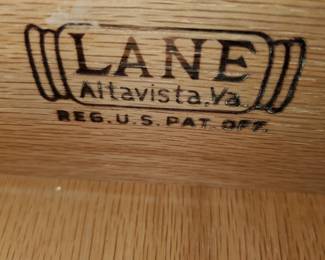 LANE
Altavista, Va.
REG. U.S. PAT. OFF.